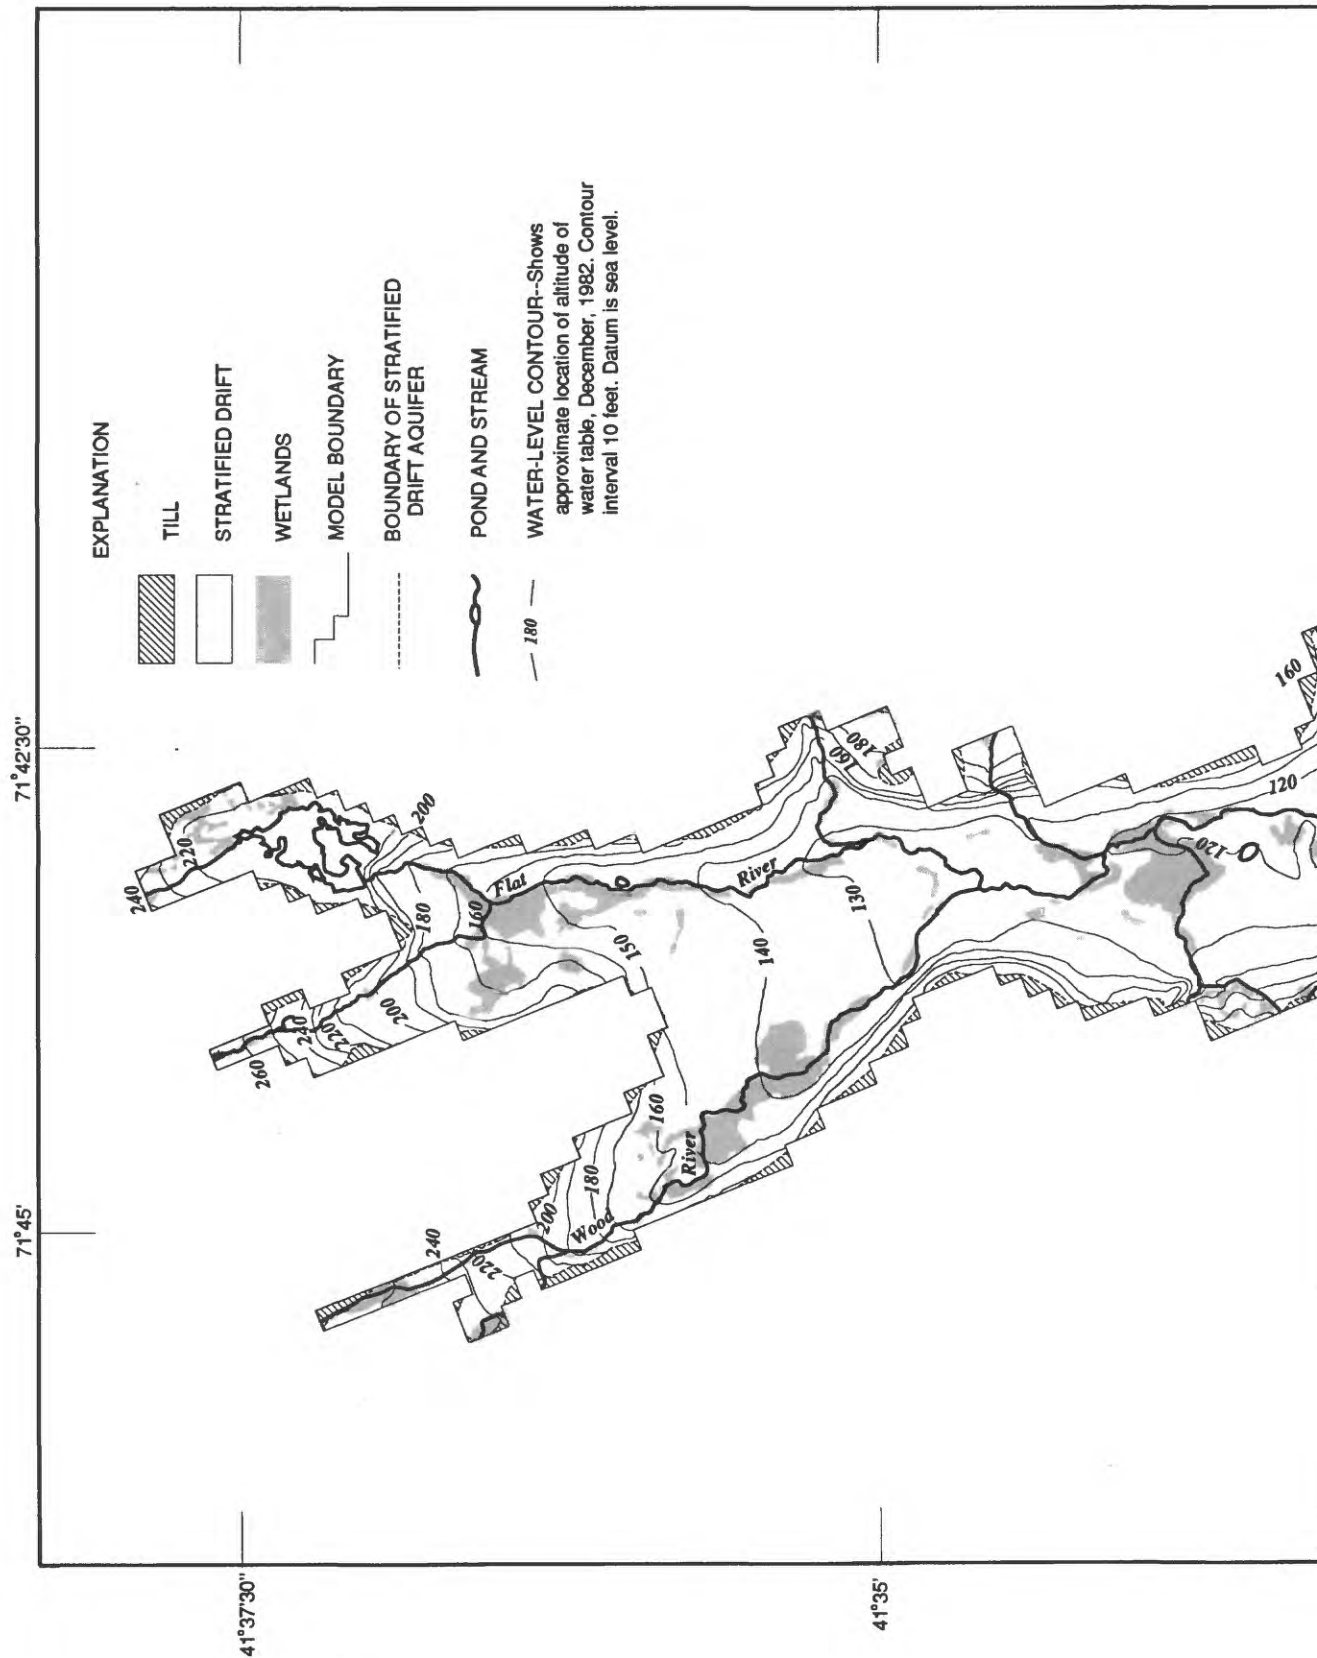 EXPLANATION
TILL
STRATIFIED DRIFT
WETLANDS
MODEL BOUNDARY
BOUNDARY OF STRATIFIED
DRIFT AQUIFER
POND AND STREAM
180
WATER-LEVEL CONTOUR--Shows
approximate location of altitude of
water table, December, 1982. Contour
interval 10 feet. Datum is sea level.
71°42'30"
71°45'
41°37'30"
41°35'
240
220
200
180
160
Flat
River
150
140
130
160
180
120
120
160
260
240
220
200
240
220
200
180
160
Wood
River